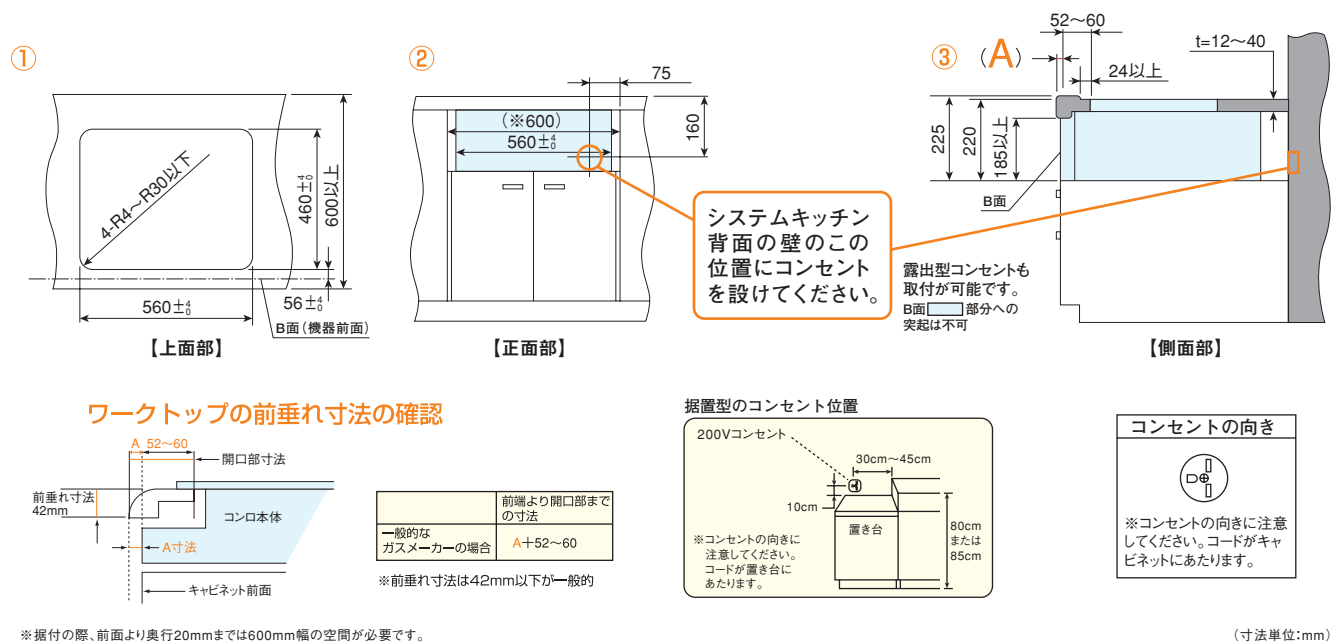 ①
4-R4〜R30以下
460±⁴₀
600以上
56±⁴₀
560±⁴₀
B面(機器前面)
【上面部】
②
75
(※600)
560±⁴₀
160
【正面部】
システムキッチン
背面の壁のこの
位置にコンセント
を設けてください。
③ (A)
52〜60
t=12〜40
24以上
225
220
185以上
B面
露出型コンセントも
取付が可能です。
B面 部分への
突起は不可
【側面部】
ワークトップの前垂れ寸法の確認
A 52〜60
開口部寸法
前垂れ寸法
42mm
コンロ本体
A寸法
キャビネット前面
前端より開口部まで
の寸法
一般的な
ガスメーカーの場合
A+52〜60
※前垂れ寸法は42mm以下が一般的
据置型のコンセント位置
200Vコンセント
30cm〜45cm
10cm
置き台
80cm
または
85cm
※コンセントの向きに
注意してください。
コードが置き台に
あたります。
コンセントの向き
※コンセントの向きに注意
してください。コードがキャ
ビネットにあたります。
※据付の際、前面より奥行20mmまでは600mm幅の空間が必要です。
(寸法単位:mm)